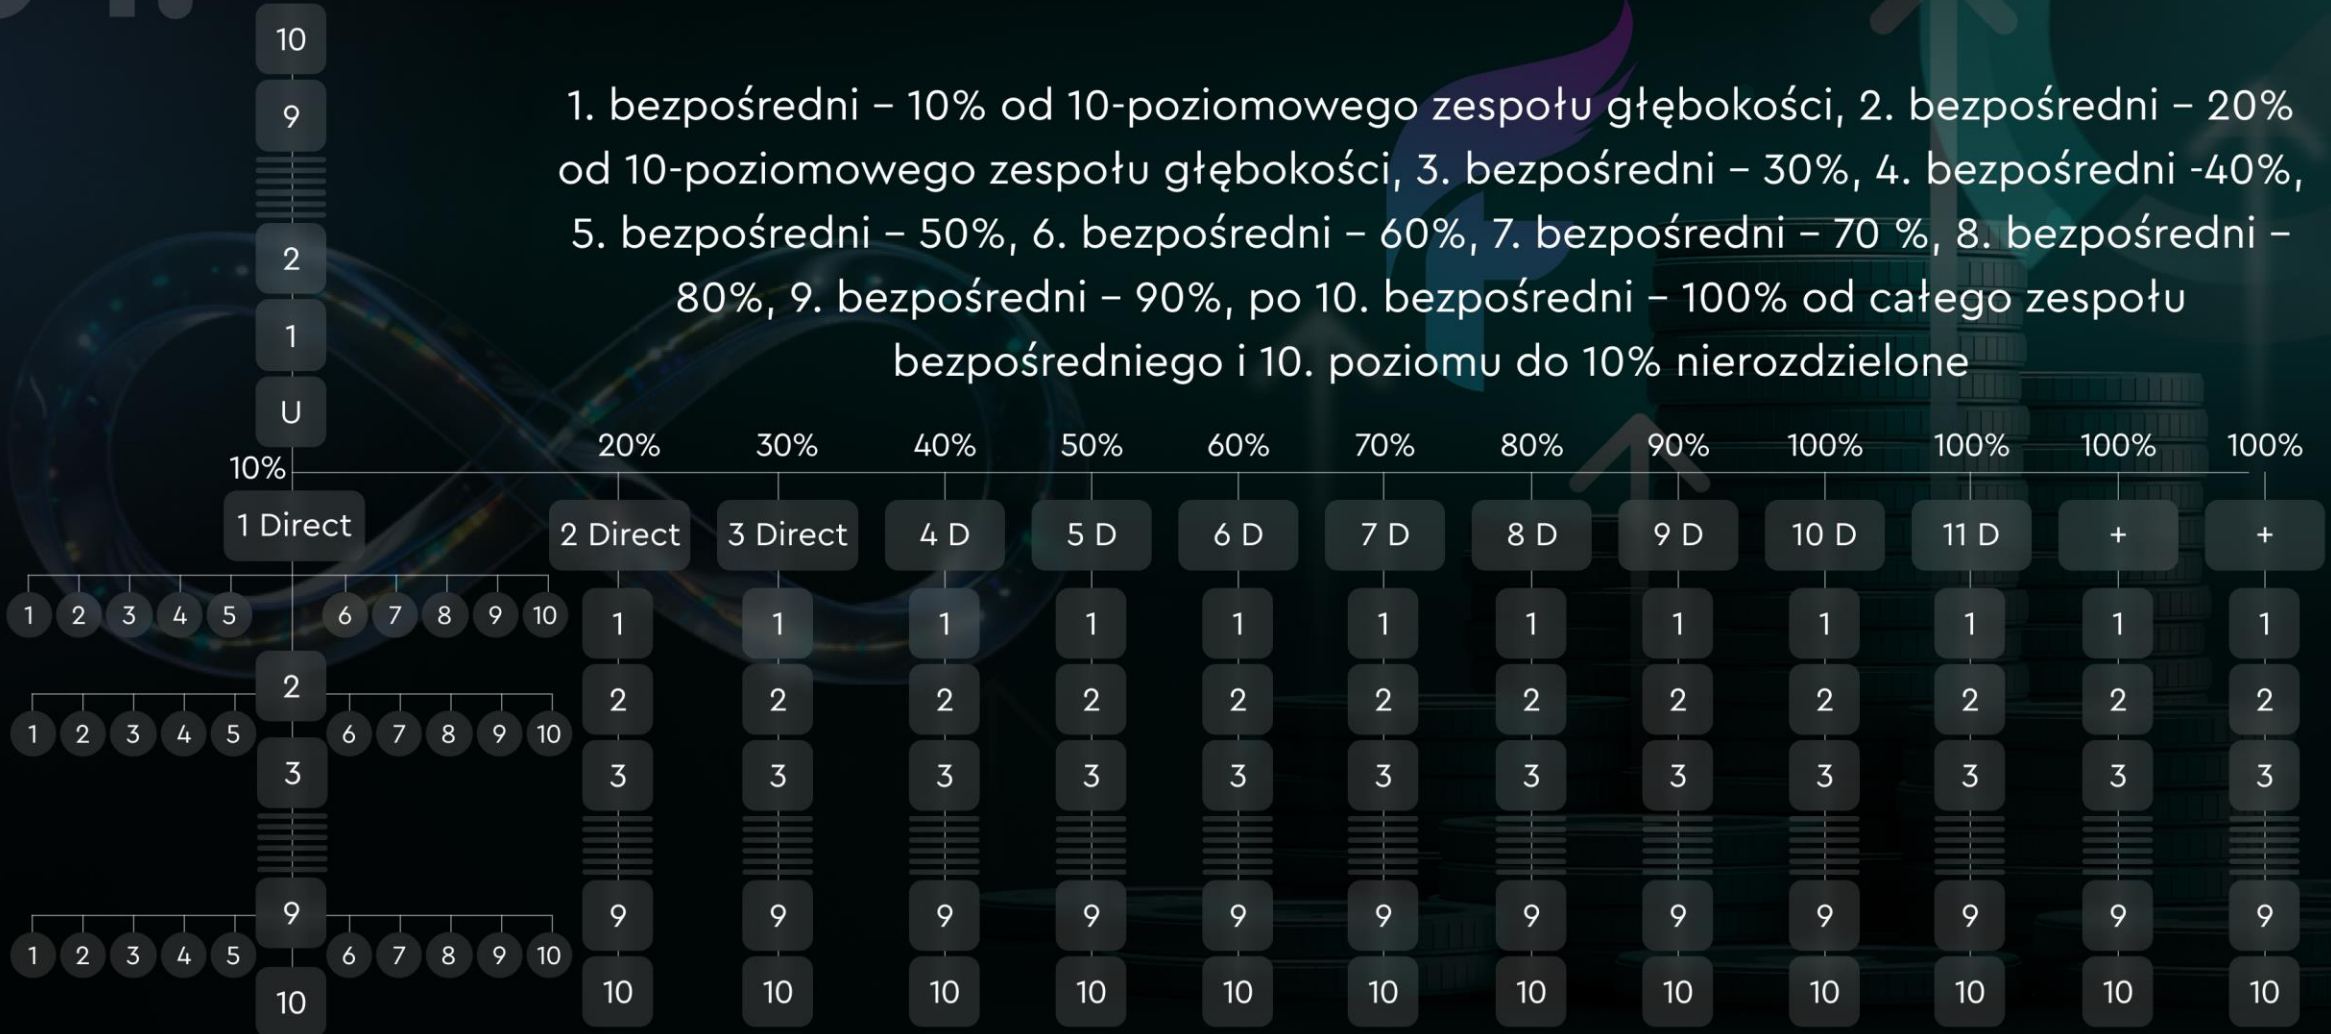 10
9
1. bezpośredni – 10% od 10-poziomowego zespołu głębokości, 2. bezpośredni – 20%
od 10-poziomowego zespołu głębokości, 3. bezpośredni – 30%, 4. bezpośredni -40%,
5. bezpośredni – 50%, 6. bezpośredni – 60%, 7. bezpośredni – 70 %, 8. bezpośredni –
80%, 9. bezpośredni – 90%, po 10. bezpośredni – 100% od całego zespołu
bezpośredniego i 10. poziomu do 10% nierozdzielone
2
1
U
10% 20% 30% 40% 50% 60% 70% 80% 90% 100% 100% 100% 100%
1 Direct 2 Direct 3 Direct 4 D 5 D 6 D 7 D 8 D 9 D 10 D 11 D + +
1 2 3 4 5 6 7 8 9 10 1 1 1 1 1 1 1 1 1 1 1 1
2 2 2 2 2 2 2 2 2 2 2 2 2
1 2 3 4 5 6 7 8 9 10
3 3 3 3 3 3 3 3 3 3 3 3 3
9 9 9 9 9 9 9 9 9 9 9 9 9
1 2 3 4 5 6 7 8 9 10
10 10 10 10 10 10 10 10 10 10 10 10 10